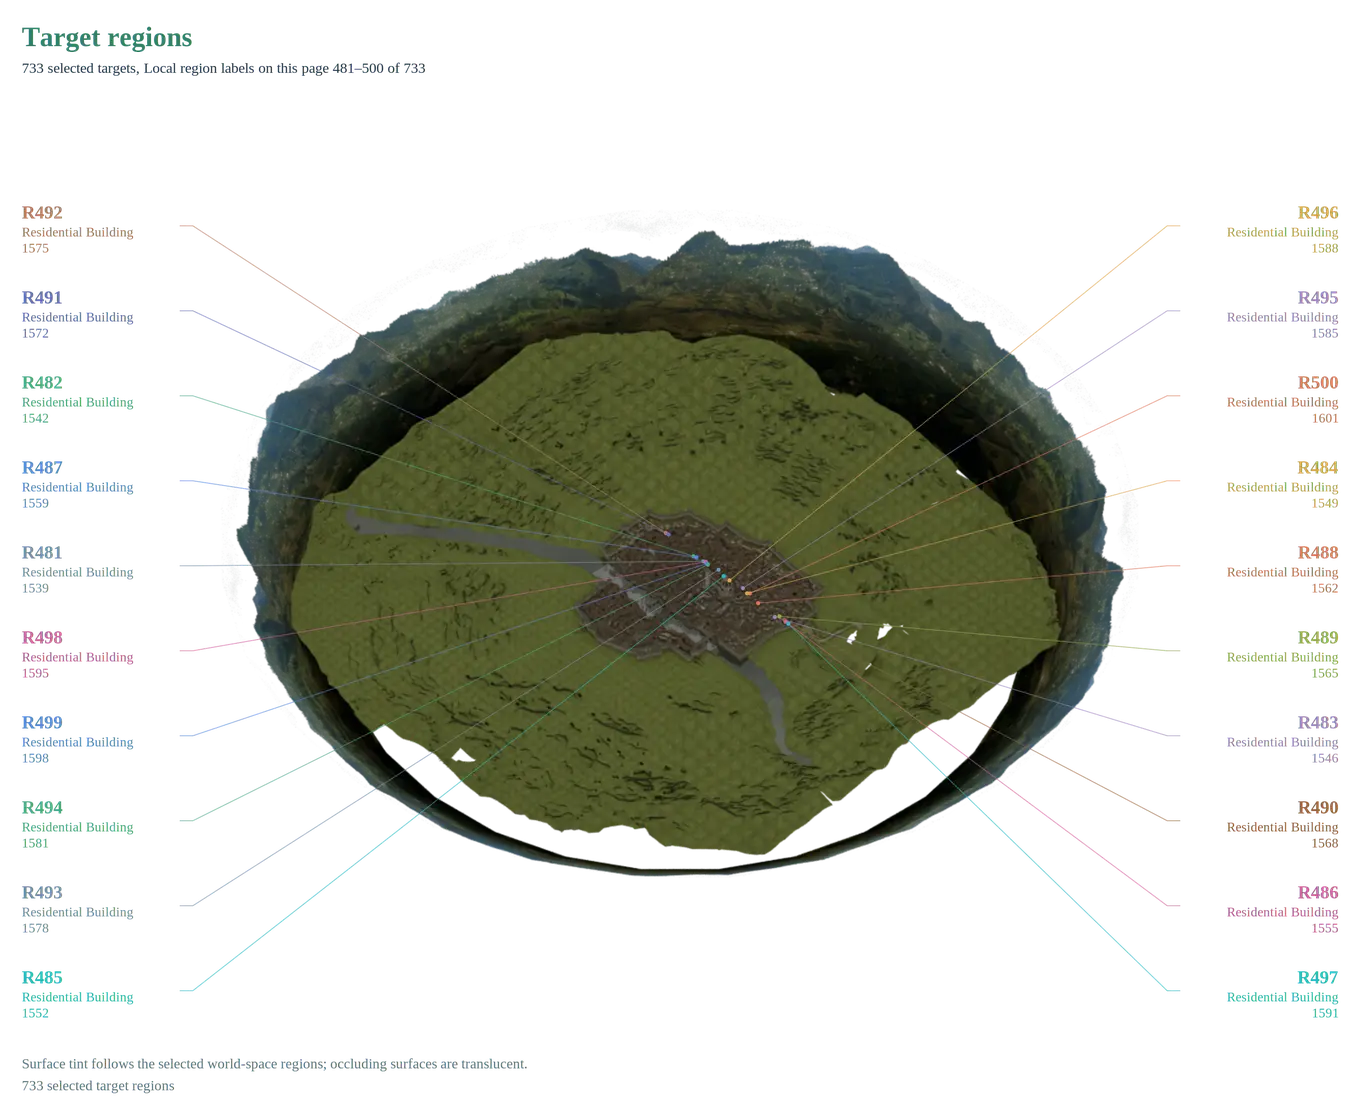 Target regions
733 selected targets, Local region labels on this page 481–500 of 733
R492
Residential Building
1575
R491
Residential Building
1572
R482
Residential Building
1542
R487
Residential Building
1559
R481
Residential Building
1539
R498
Residential Building
1595
R499
Residential Building
1598
R494
Residential Building
1581
R493
Residential Building
1578
R485
Residential Building
1552
R496
Residential Building
1588
R495
Residential Building
1585
R500
Residential Building
1601
R484
Residential Building
1549
R488
Residential Building
1562
R489
Residential Building
1565
R483
Residential Building
1546
R490
Residential Building
1568
R486
Residential Building
1555
R497
Residential Building
1591
Surface tint follows the selected world-space regions; occluding surfaces are translucent.
733 selected target regions